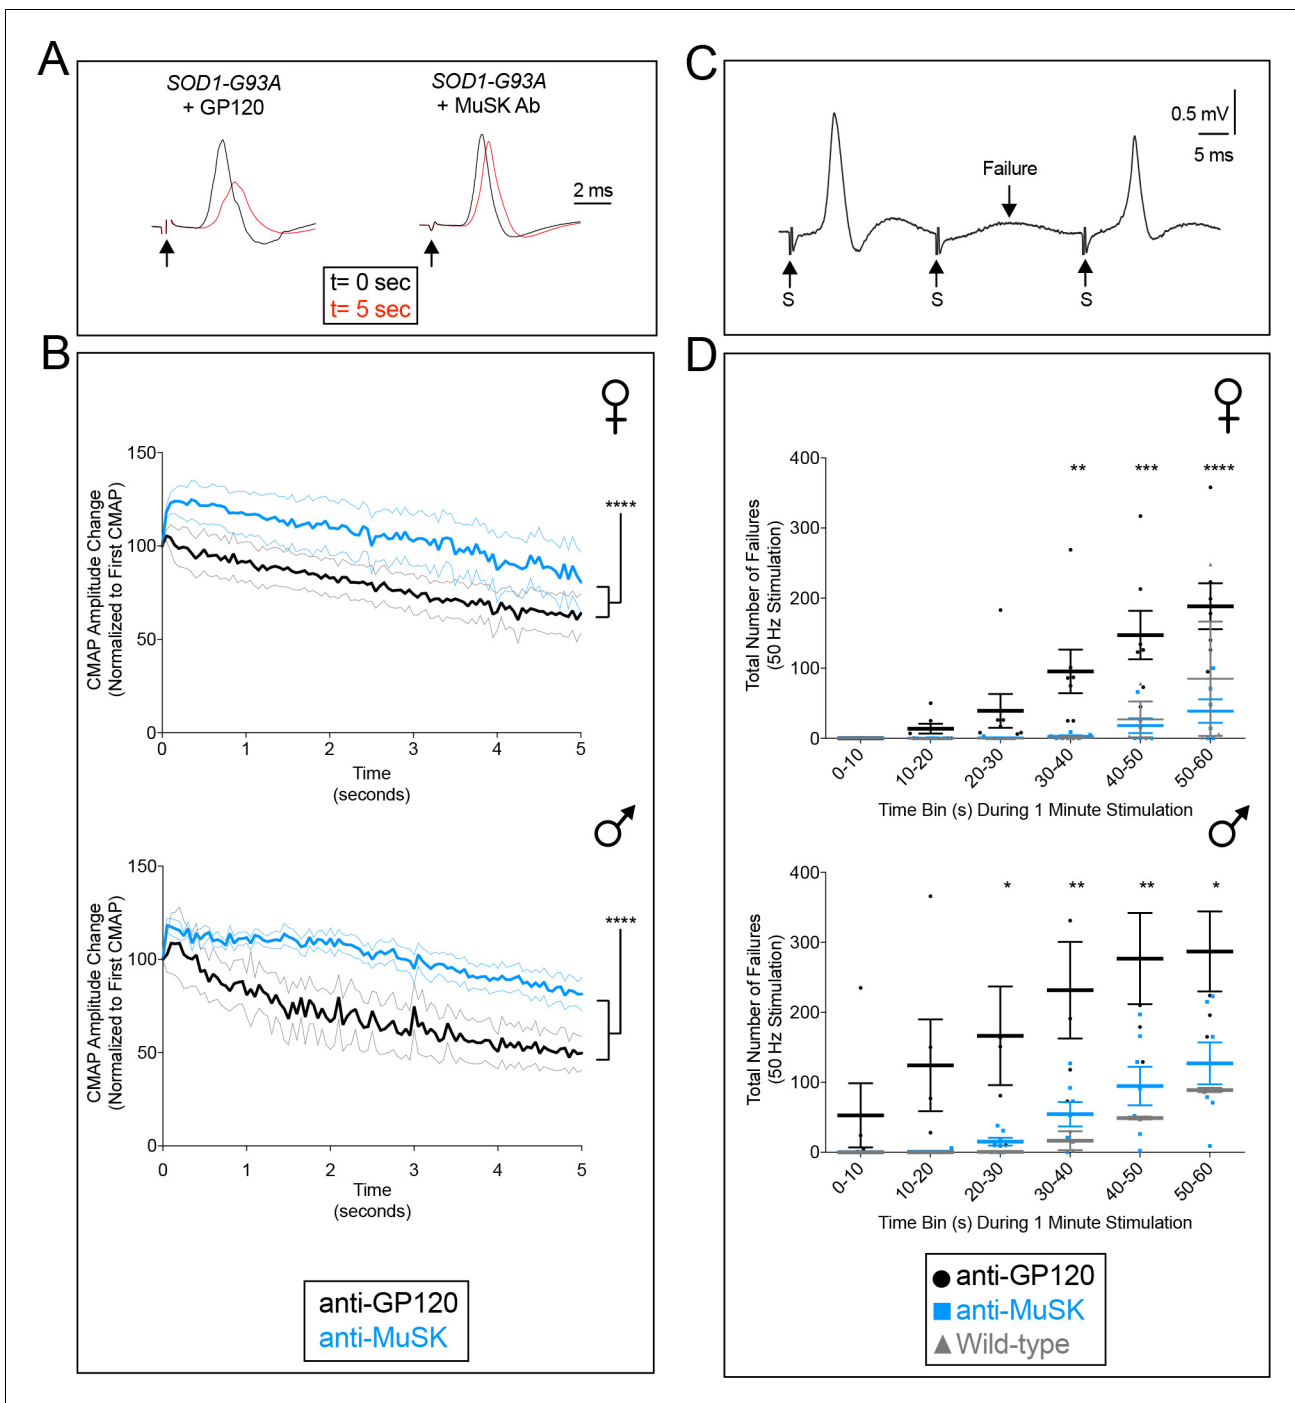 A
SOD1-G93A
+ GP120
SOD1-G93A
+ MuSK Ab
2 ms
t= 0 sec
t= 5 sec
C
0.5 mV
5 ms
Failure
S
S
S
B
♀
150
100
50
0
CMAP Amplitude Change
(Normalized to First CMAP)
****
0
1
2
3
4
5
Time
(seconds)
♂
150
100
50
0
CMAP Amplitude Change
(Normalized to First CMAP)
****
0
1
2
3
4
5
Time
(seconds)
anti-GP120
anti-MuSK
D
♀
400
300
200
100
0
Total Number of Failures
(50 Hz Stimulation)
**
***
****
0-10
10-20
20-30
30-40
40-50
50-60
Time Bin (s) During 1 Minute Stimulation
♂
400
300
200
100
0
Total Number of Failures
(50 Hz Stimulation)
*
**
**
*
0-10
10-20
20-30
30-40
40-50
50-60
Time Bin (s) During 1 Minute Stimulation
anti-GP120
anti-MuSK
Wild-type